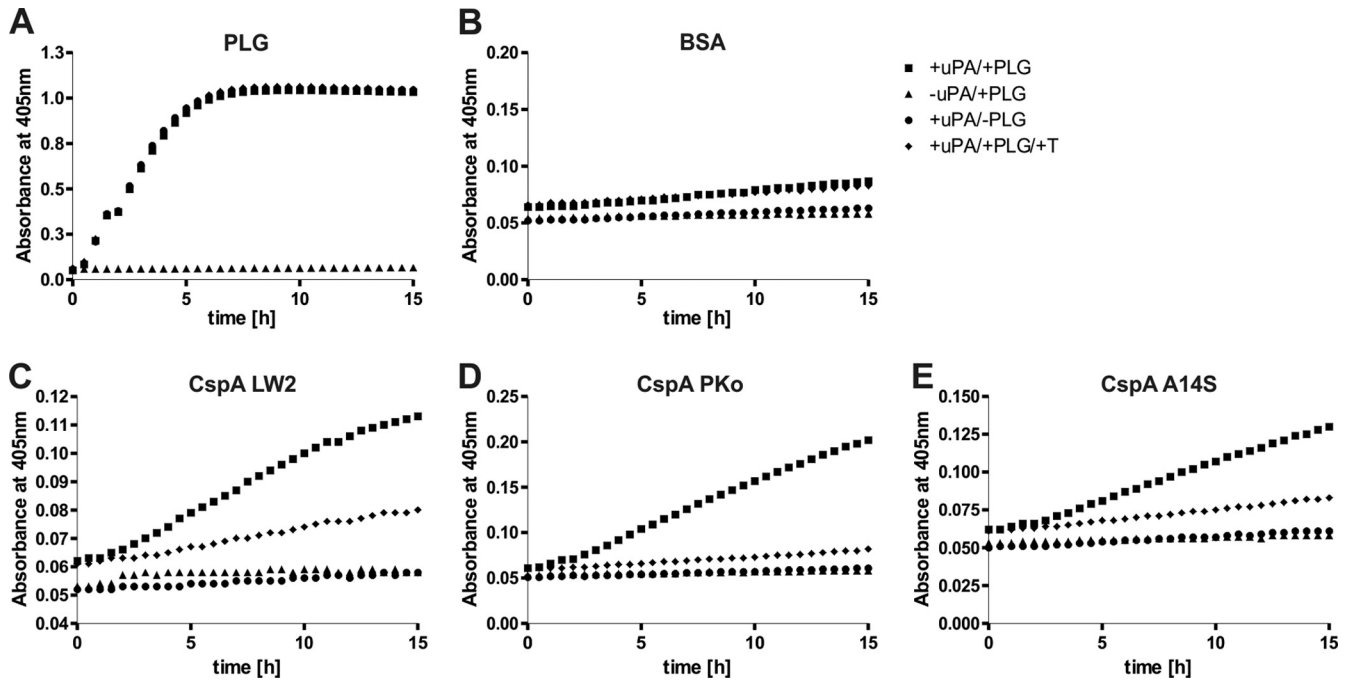 A
PLG
Absorbance at 405nm
1.3
1.0
0.8
0.5
0.3
0.0
0 5 10 15
time [h]
B
BSA
Absorbance at 405nm
0.20
0.15
0.10
0.05
0.00
0 5 10 15
time [h]
+uPA/+PLG
-uPA/+PLG
+uPA/-PLG
+uPA/+PLG/+T
C
CspA LW2
Absorbance at 405nm
0.12
0.11
0.10
0.09
0.08
0.07
0.06
0.05
0.04
0 5 10 15
time [h]
D
CspA PKo
Absorbance at 405nm
0.25
0.20
0.15
0.10
0.05
0.00
0 5 10 15
time [h]
E
CspA A14S
Absorbance at 405nm
0.150
0.125
0.100
0.075
0.050
0.025
0.000
0 5 10 15
time [h]